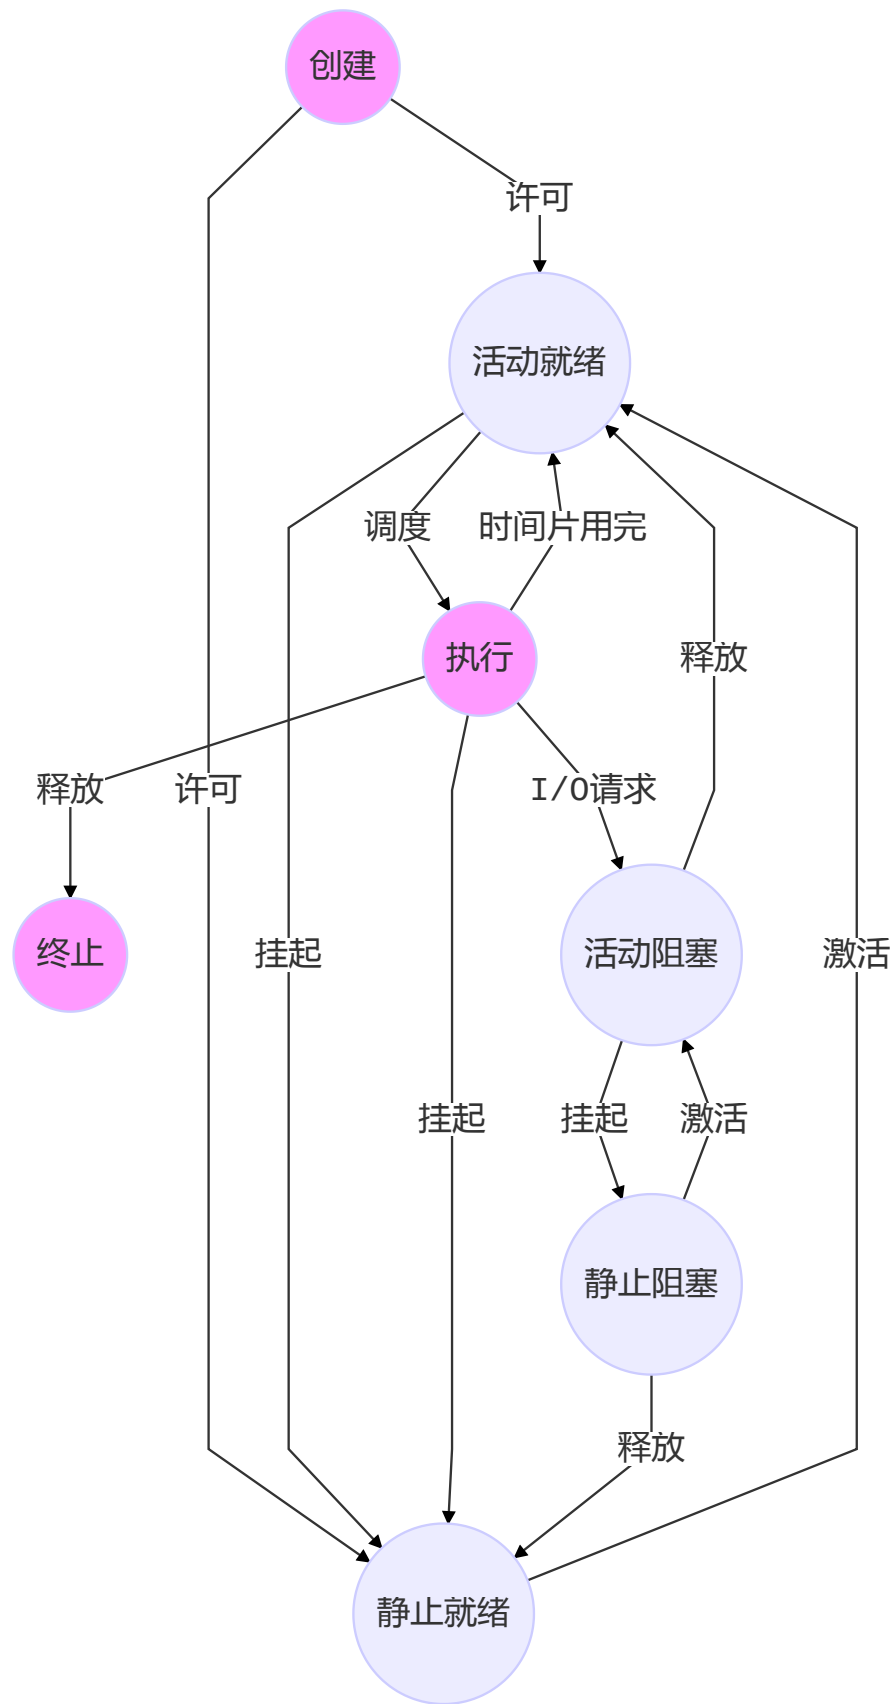 创建
许可
活动就绪
调度
时间片用完
执行
释放
释放
许可
I/O请求
终止
挂起
活动阻塞
激活
挂起
挂起
激活
静止阻塞
释放
静止就绪